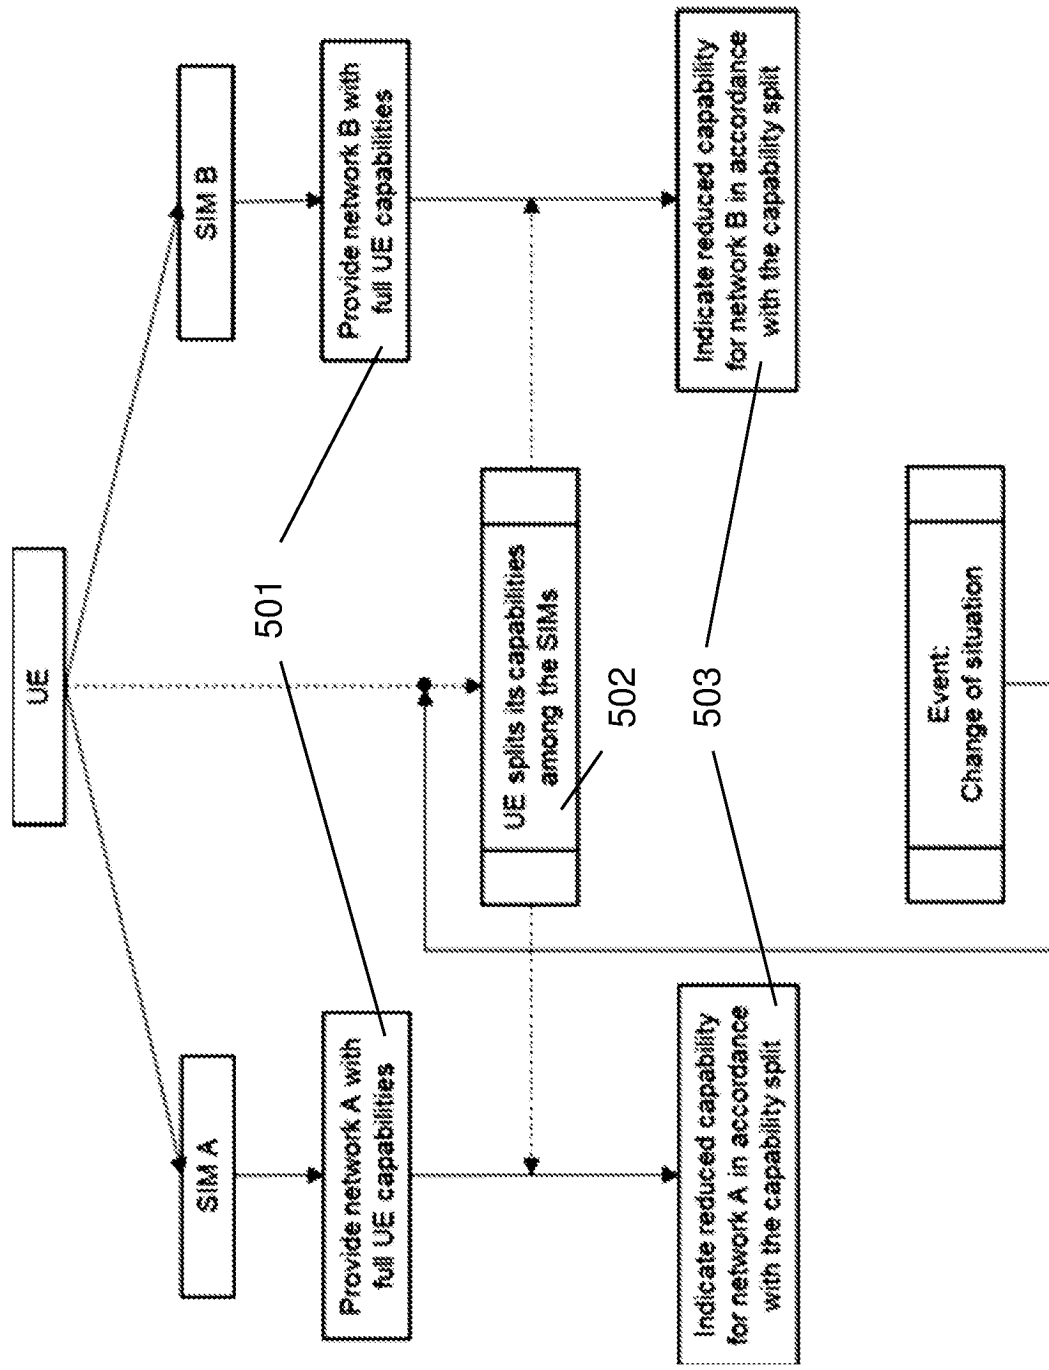 UE
SIM A
SIM B
Provide network A with
full UE capabilities
501
Provide network B with
full UE capabilities
UE splits its capabilities
among the SIMs
502
Indicate reduced capability
for network A in accordance
with the capability split
503
Indicate reduced capability
for network B in accordance
with the capability split
Event:
Change of situation